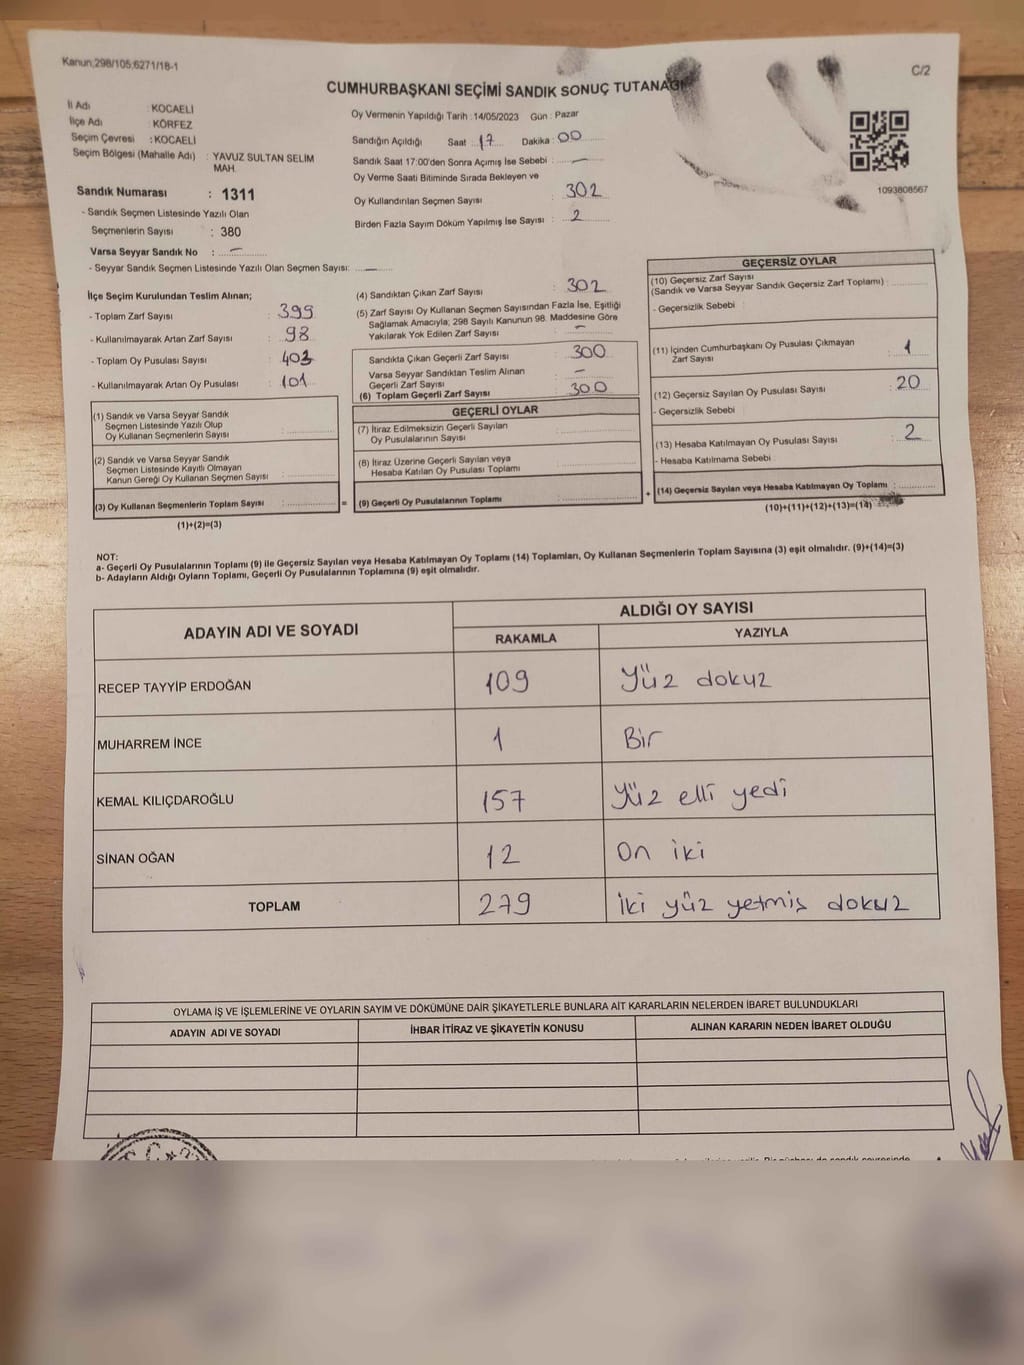 Kanun;298/105,6271/18-1
C/2
CUMHURBAŞKANI SEÇİMİ SANDIK SONUÇ TUTANAĞI
İl Adı : KOCAELİ
İlçe Adı : KÖRFEZ
Seçim Çevresi : KOCAELİ
Seçim Bölgesi (Mahalle Adı) : YAVUZ SULTAN SELİM
MAH.
Sandık Numarası : 1311
- Sandık Seçmen Listesinde Yazılı Olan
Seçmenlerin Sayısı : 380
Varsa Seyyar Sandık No : —
- Seyyar Sandık Seçmen Listesinde Yazılı Olan Seçmen Sayısı: —
Oy Vermenin Yapıldığı Tarih :14/05/2023 Gün : Pazar
Sandığın Açıldığı Saat : 17 Dakika : 00
Sandık Saat 17:00'den Sonra Açımış İse Sebebi : —
Oy Verme Saati Bitiminde Sırada Bekleyen ve
Oy Kullandırılan Seçmen Sayısı : 302
Birden Fazla Sayım Döküm Yapılmış İse Sayısı : 2
1093808567
İlçe Seçim Kurulundan Teslim Alınan;
- Toplam Zarf Sayısı : 399
- Kullanılmayarak Artan Zarf Sayısı : 98
- Toplam Oy Pusulası Sayısı : 403
- Kullanılmayarak Artan Oy Pusulası : 101
(1) Sandık ve Varsa Seyyar Sandık
Seçmen Listesinde Yazılı Olup
Oy Kullanan Seçmenlerin Sayısı :
(2) Sandık ve Varsa Seyyar Sandık
Seçmen Listesinde Kayıtlı Olmayan
Kanun Gereği Oy Kullanan Seçmen Sayısı :
(3) Oy Kullanan Seçmenlerin Toplam Sayısı :
(1)+(2)=(3)
=
(4) Sandıktan Çıkan Zarf Sayısı : 302
(5) Zarf Sayısı Oy Kullanan Seçmen Sayısından Fazla İse, Eşitliği
Sağlamak Amacıyla; 298 Sayılı Kanunun 98. Maddesine Göre
Yakılarak Yok Edilen Zarf Sayısı : —
Sandıkta Çıkan Geçerli Zarf Sayısı : 300
Varsa Seyyar Sandıktan Teslim Alınan
Geçerli Zarf Sayısı : —
(6) Toplam Geçerli Zarf Sayısı : 300
GEÇERLİ OYLAR
(7) İtiraz Edilmeksizin Geçerli Sayılan
Oy Pusulalarının Sayısı :
(8) İtiraz Üzerine Geçerli Sayılan veya
Hesaba Katılan Oy Pusulası Toplamı :
(9) Geçerli Oy Pusulalarının Toplamı :
+
GEÇERSİZ OYLAR
(10) Geçersiz Zarf Sayısı
(Sandık ve Varsa Seyyar Sandık Geçersiz Zarf Toplamı) :
- Geçersizlik Sebebi :
(11) İçinden Cumhurbaşkanı Oy Pusulası Çıkmayan
Zarf Sayısı : 1
(12) Geçersiz Sayılan Oy Pusulası Sayısı : 20
- Geçersizlik Sebebi :
(13) Hesaba Katılmayan Oy Pusulası Sayısı : 2
- Hesaba Katılmama Sebebi :
(14) Geçersiz Sayılan veya Hesaba Katılmayan Oy Toplamı :
(10)+(11)+(12)+(13)=(14)
NOT:
a- Geçerli Oy Pusulalarının Toplamı (9) ile Geçersiz Sayılan veya Hesaba Katılmayan Oy Toplamı (14) Toplamları, Oy Kullanan Seçmenlerin Toplam Sayısına (3) eşit olmalıdır. (9)+(14)=(3)
b- Adayların Aldığı Oyların Toplamı, Geçerli Oy Pusulalarının Toplamına (9) eşit olmalıdır.
ADAYIN ADI VE SOYADI
ALDIĞI OY SAYISI
RAKAMLA YAZIYLA
RECEP TAYYİP ERDOĞAN 109 Yüz dokuz
MUHARREM İNCE 1 Bir
KEMAL KILIÇDAROĞLU 157 Yüz elli yedi
SİNAN OĞAN 12 On iki
TOPLAM 279 iki yüz yetmiş dokuz
OYLAMA İŞ VE İŞLEMLERİNE VE OYLARIN SAYIM VE DÖKÜMÜNE DAİR ŞİKAYETLERLE BUNLARA AİT KARARLARIN NELERDEN İBARET BULUNDUKLARI
ADAYIN ADI VE SOYADI İHBAR İTİRAZ VE ŞİKAYETİN KONUSU ALINAN KARARIN NEDEN İBARET OLDUĞU